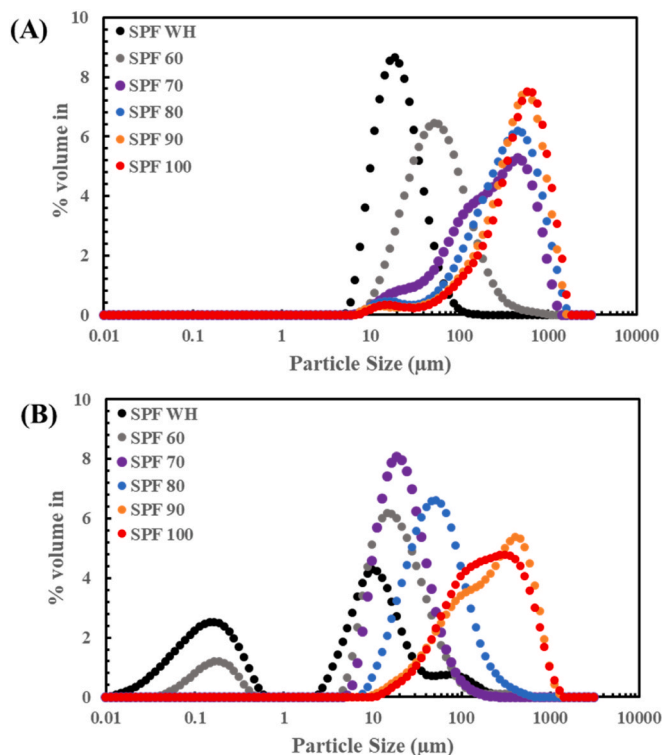 (A)
10
8
6
4
2
0
% volume in
SPF WH
SPF 60
SPF 70
SPF 80
SPF 90
SPF 100
0.01 0.1 1 10 100 1000 10000
Particle Size (µm)
(B)
10
8
6
4
2
0
% volume in
SPF WH
SPF 60
SPF 70
SPF 80
SPF 90
SPF 100
0.01 0.1 1 10 100 1000 10000
Particle Size (µm)